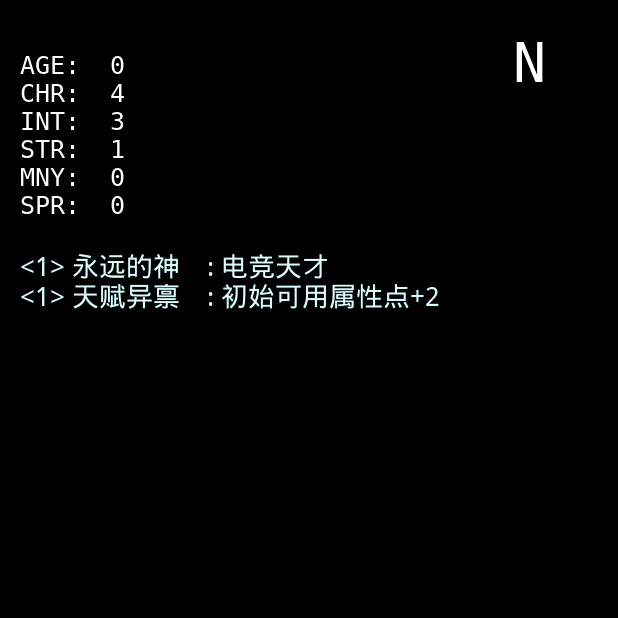 N
AGE: 0
CHR: 4
INT: 3
STR: 1
MNY: 0
SPR: 0
<1> 永远的神 : 电竞天才
<1> 天赋异禀 : 初始可用属性点+2